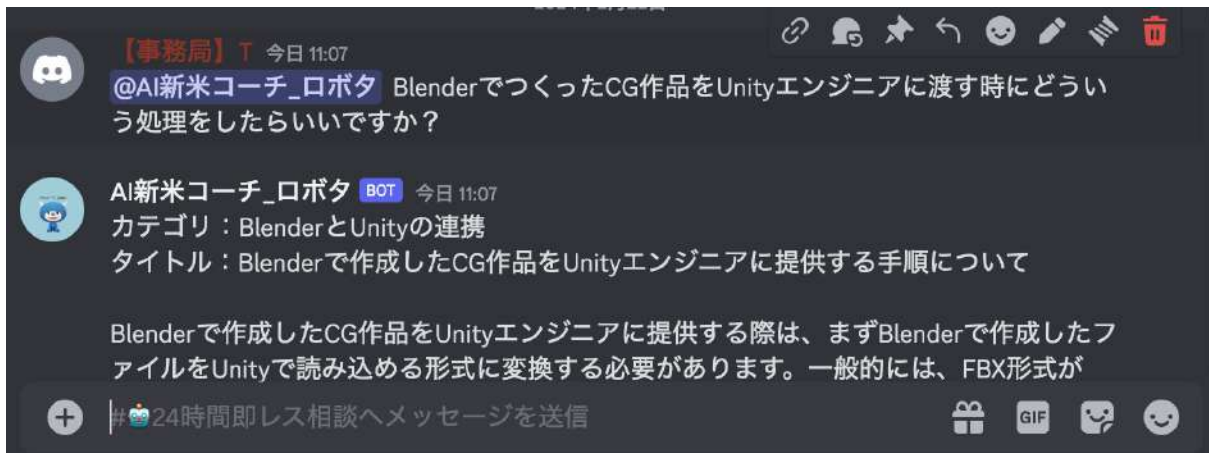 【事務局】T 今日 11:07
@AI新米コーチ_ロボタ BlenderでつくったCG作品をUnityエンジニアに渡す時にどうい
う処理をしたらいいですか？
AI新米コーチ_ロボタ BOT 今日 11:07
カテゴリ：BlenderとUnityの連携
タイトル：Blenderで作成したCG作品をUnityエンジニアに提供する手順について
Blenderで作成したCG作品をUnityエンジニアに提供する際は、まずBlenderで作成したフ
ァイルをUnityで読み込める形式に変換する必要があります。一般的には、FBX形式が
#🤖24時間即レス相談へメッセージを送信
GIF